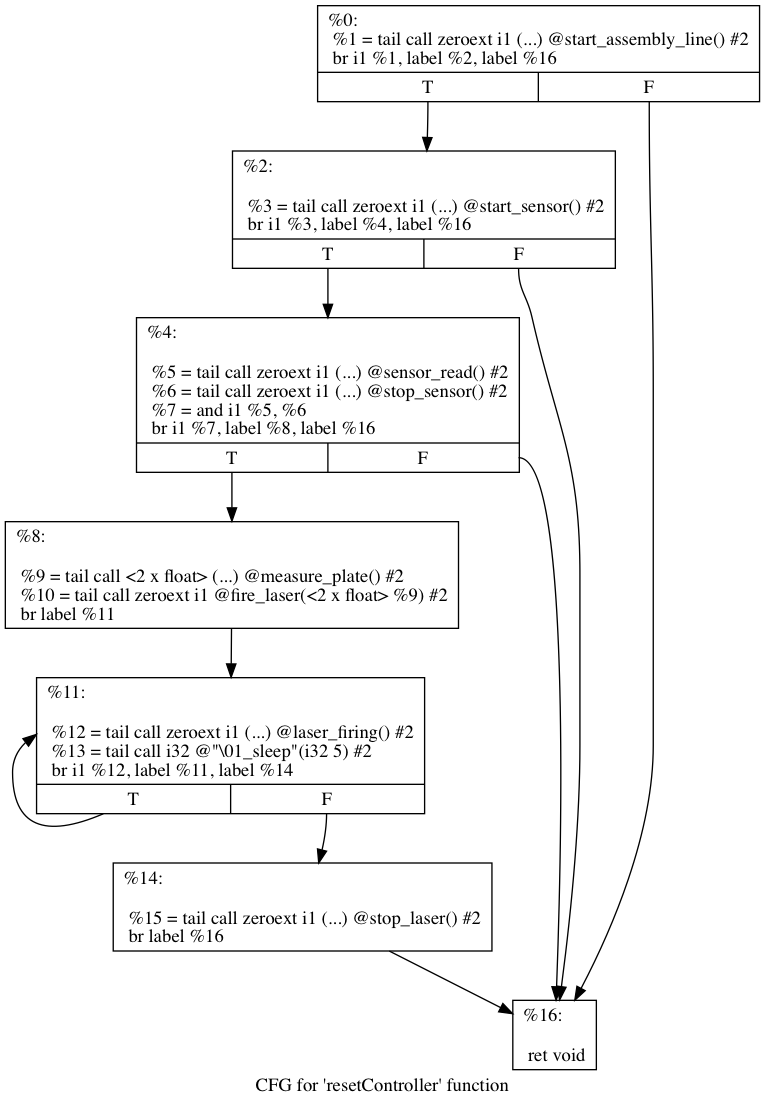 %0:
%1 = tail call zeroext i1 (...) @start_assembly_line() #2
br i1 %1, label %2, label %16
T F
%2:
%3 = tail call zeroext i1 (...) @start_sensor() #2
br i1 %3, label %4, label %16
T F
%4:
%5 = tail call zeroext i1 (...) @sensor_read() #2
%6 = tail call zeroext i1 (...) @stop_sensor() #2
%7 = and i1 %5, %6
br i1 %7, label %8, label %16
T F
%8:
%9 = tail call <2 x float> (...) @measure_plate() #2
%10 = tail call zeroext i1 @fire_laser(<2 x float> %9) #2
br label %11
%11:
%12 = tail call zeroext i1 (...) @laser_firing() #2
%13 = tail call i32 @"\01_sleep"(i32 5) #2
br i1 %12, label %11, label %14
T F
%14:
%15 = tail call zeroext i1 (...) @stop_laser() #2
br label %16
%16:
ret void
CFG for 'resetController' function